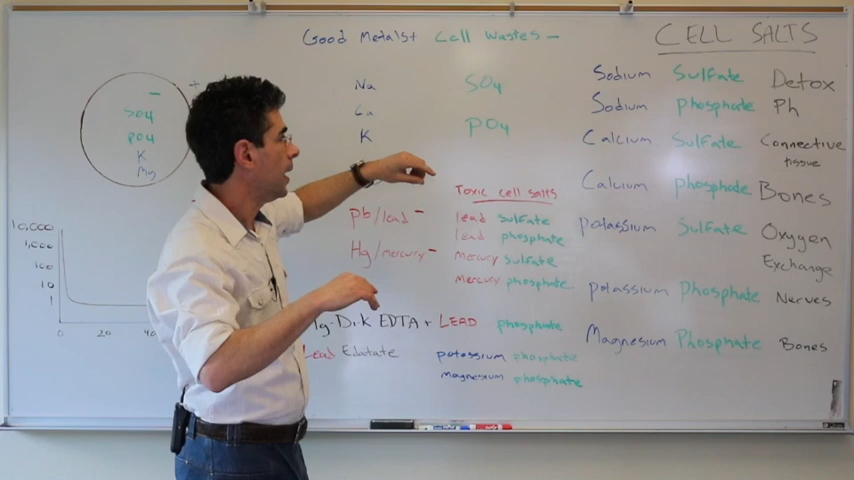 Good Metals+ Cell Wastes -
CELL SALTS
Na SO4
Ca PO4
K
Sodium Sulfate Detox
Sodium phosphate Ph
Calcium Sulfate Connective tissue
Calcium phosphate Bones
potassium Sulfate Oxygen Exchange
potassium Phosphate Nerves
Magnesium Phosphate Bones
+
-
SO4
PO4
K
Mg
Toxic cell salts
pb/lead - lead sulfate
lead phosphate
Hg/mercury - mercury sulfate
mercury phosphate
EDTA + LEAD phosphate
Lead Edatate
potassium phosphate
magnesium phosphate
10,000
1,000
100
10
1
0 20 40